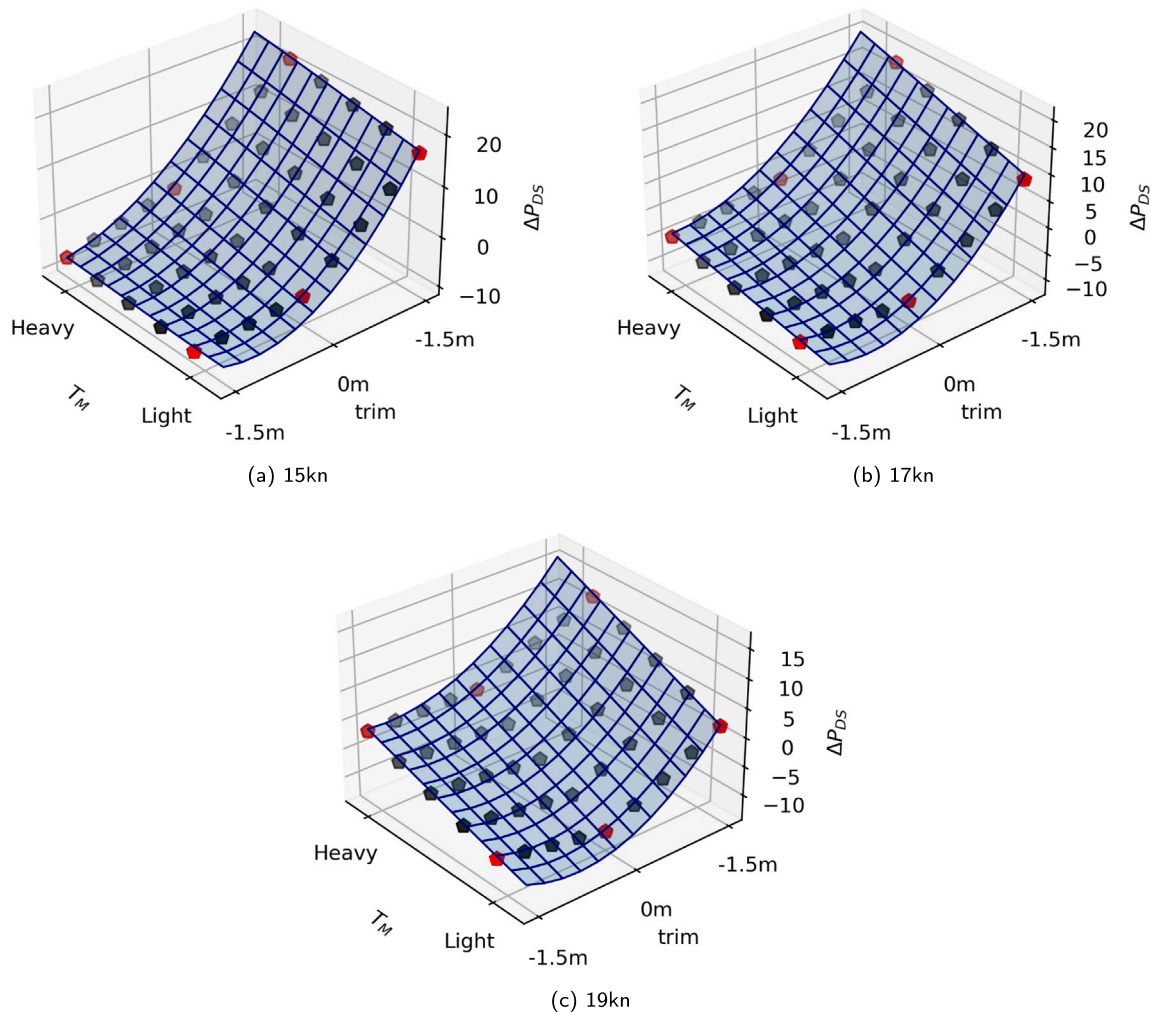 20
10
0
−10
ΔP_DS
Heavy
T_M
Light
-1.5m
0m
trim
-1.5m
(a) 15kn
20
15
10
5
0
−5
−10
ΔP_DS
Heavy
T_M
Light
-1.5m
0m
trim
-1.5m
(b) 17kn
15
10
5
0
−5
−10
ΔP_DS
Heavy
T_M
Light
-1.5m
0m
trim
-1.5m
(c) 19kn